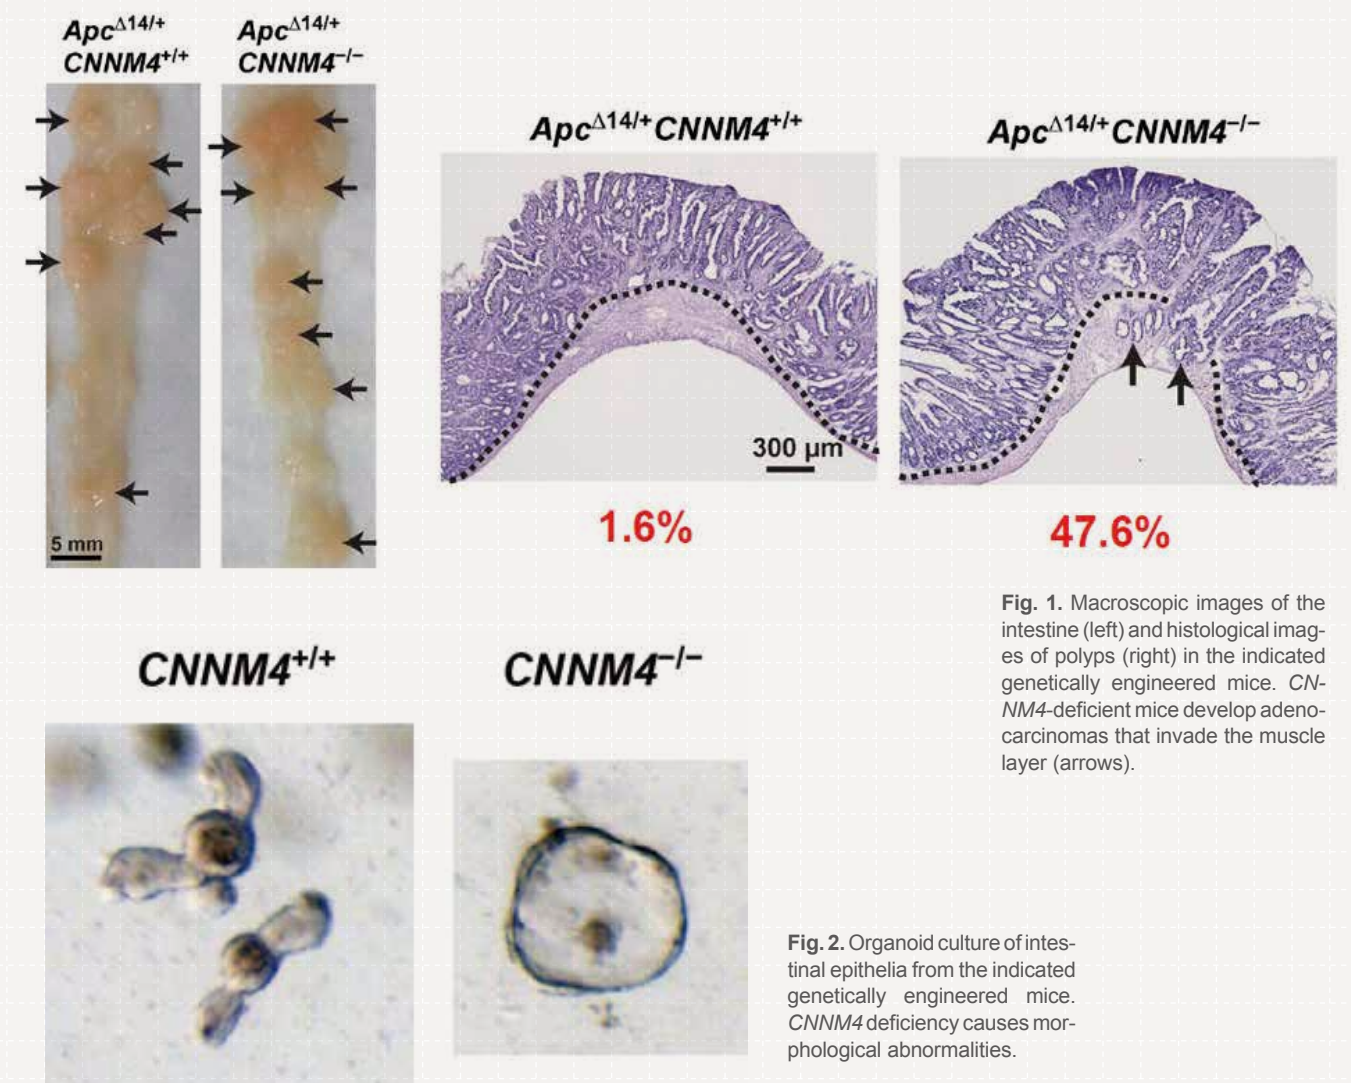 Apc^Δ14/+
CNNM4^+/+
Apc^Δ14/+
CNNM4^−/−
5 mm
Apc^Δ14/+ CNNM4^+/+
Apc^Δ14/+ CNNM4^−/−
300 μm
1.6%
47.6%
Fig. 1. Macroscopic images of the
intestine (left) and histological imag-
es of polyps (right) in the indicated
genetically engineered mice. CN-
NM4-deficient mice develop adeno-
carcinomas that invade the muscle
layer (arrows).
CNNM4^+/+
CNNM4^−/−
Fig. 2. Organoid culture of intes-
tinal epithelia from the indicated
genetically engineered mice.
CNNM4 deficiency causes mor-
phological abnormalities.